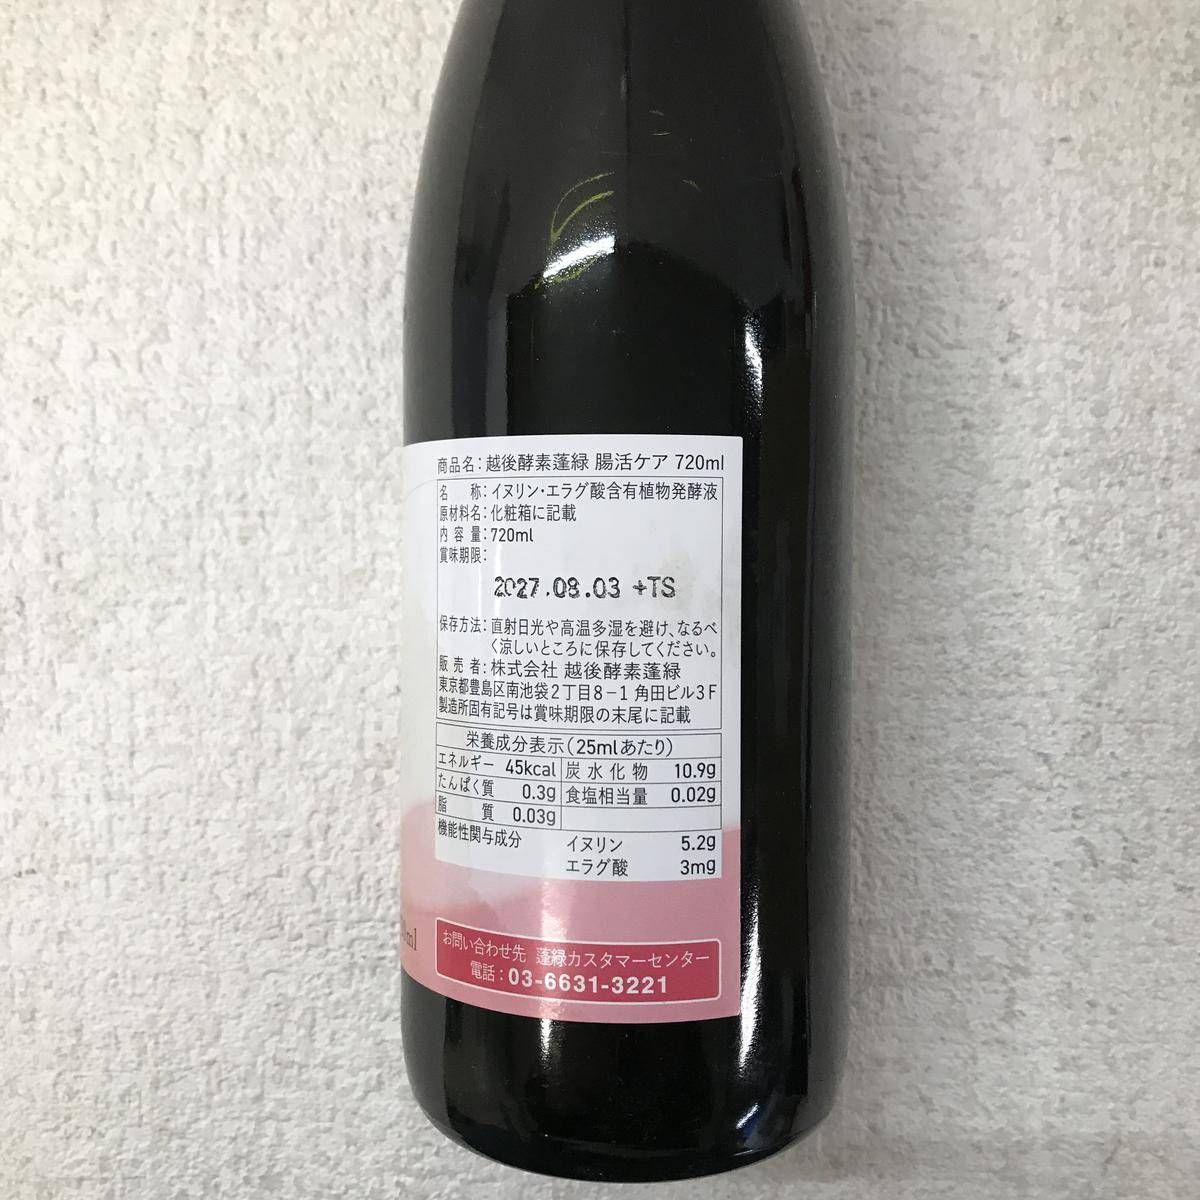 商品名:越後酵素蓬緑 腸活ケア 720ml
名称:イヌリン・エラグ酸含有植物発酵液
原材料名:化粧箱に記載
内容量:720ml
賞味期限:
2027.08.03 +TS
保存方法:直射日光や高温多湿を避け、なるべ
く涼しいところに保存してください。
販売者:株式会社 越後酵素蓬緑
東京都豊島区南池袋2丁目8-1 角田ビル3F
製造所固有記号は賞味期限の末尾に記載
栄養成分表示(25mlあたり)
エネルギー 45kcal 炭水化物 10.9g
たんぱく質 0.3g 食塩相当量 0.02g
脂質 0.03g
機能性関与成分 イヌリン 5.2g
エラグ酸 3mg
お問い合わせ先 蓬緑カスタマーセンター
電話:03-6631-3221